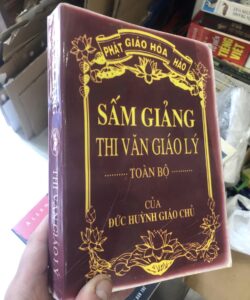 PHẬT GIÁO HÒA HẢO
SẤM GIẢNG
THI VĂN GIÁO LÝ
.......... TOÀN BỘ ..........
CỦA
ĐỨC HUỲNH GIÁO CHỦ
THI VĂN GIÁO LÝ